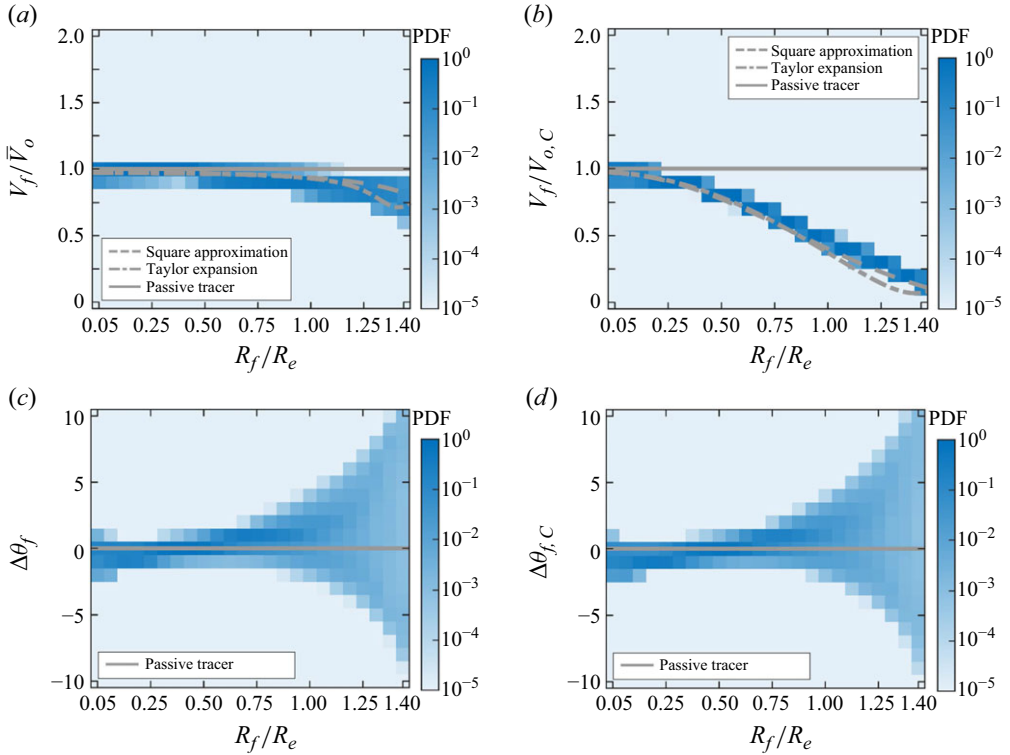 (a)
2.0
1.5
1.0
0.5
0
V_f/V̄_o
Square approximation
Taylor expansion
Passive tracer
0.05 0.25 0.50 0.75 1.00 1.25 1.40
R_f/R_e
PDF
10^0
10^−1
10^−2
10^−3
10^−4
10^−5
(b)
2.0
1.5
1.0
0.5
0
V_f/V_{o,C}
Square approximation
Taylor expansion
Passive tracer
0.05 0.25 0.50 0.75 1.00 1.25 1.40
R_f/R_e
PDF
10^0
10^−1
10^−2
10^−3
10^−4
10^−5
(c)
10
5
0
−5
−10
Δθ_f
Passive tracer
0.05 0.25 0.50 0.75 1.00 1.25 1.40
R_f/R_e
PDF
10^0
10^−1
10^−2
10^−3
10^−4
10^−5
(d)
10
5
0
−5
−10
Δθ_{f,C}
Passive tracer
0.05 0.25 0.50 0.75 1.00 1.25 1.40
R_f/R_e
PDF
10^0
10^−1
10^−2
10^−3
10^−4
10^−5